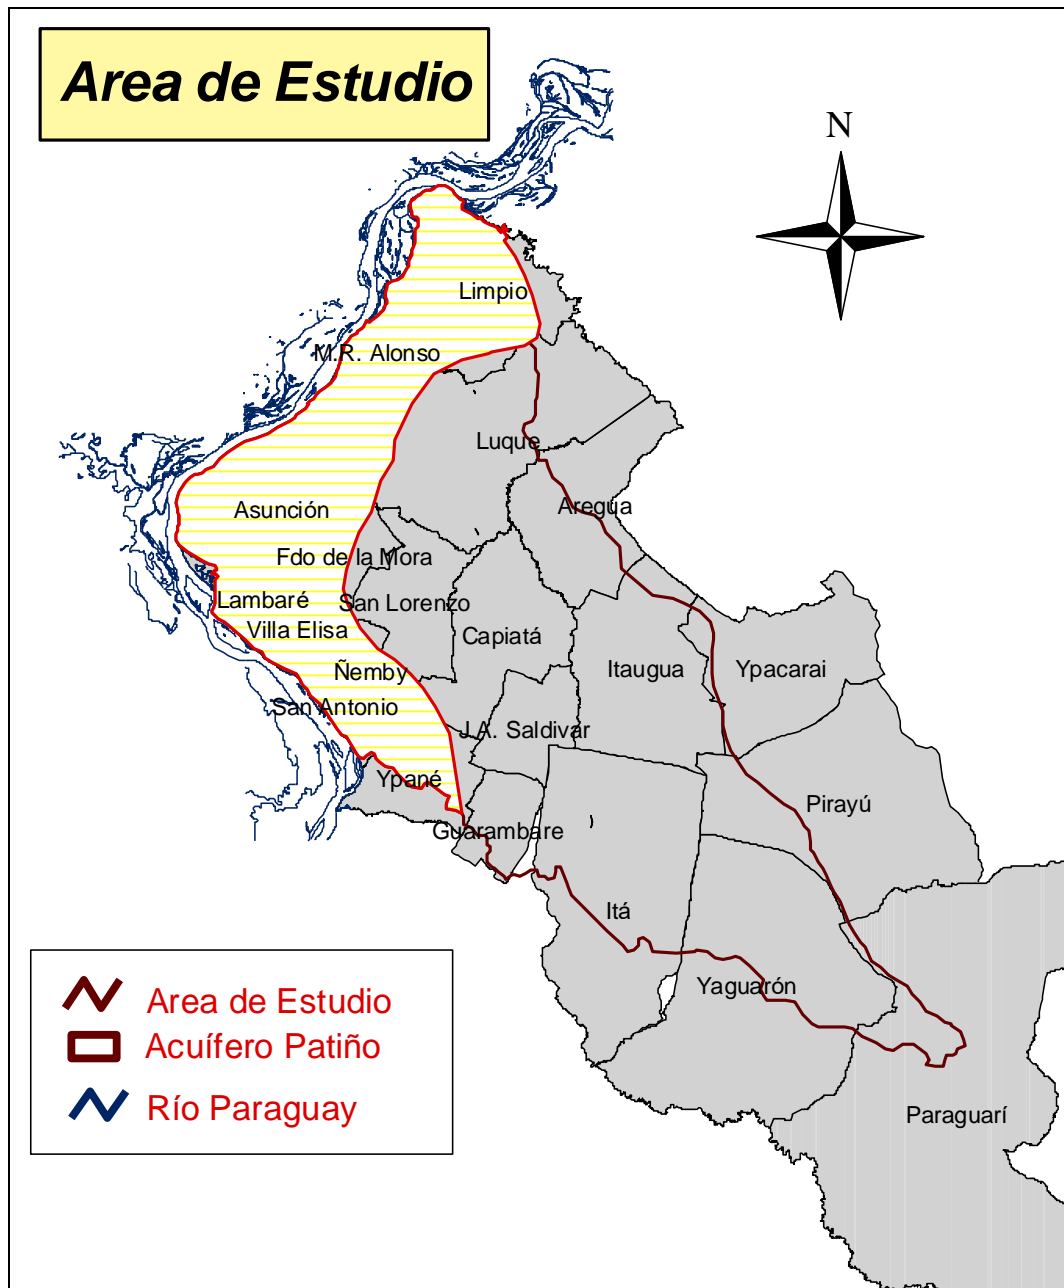 Area de Estudio
N
Limpio
M.R. Alonso
Luque
Aregua
Asunción
Fdo de la Mora
Lambaré
San Lorenzo
Villa Elisa
Capiatá
Ñemby
Itaugua
Ypacarai
San Antonio
J.A. Saldivar
Ypané
Pirayú
Guarambare
Itá
Yaguarón
Paraguarí
Area de Estudio
Acuífero Patiño
Río Paraguay